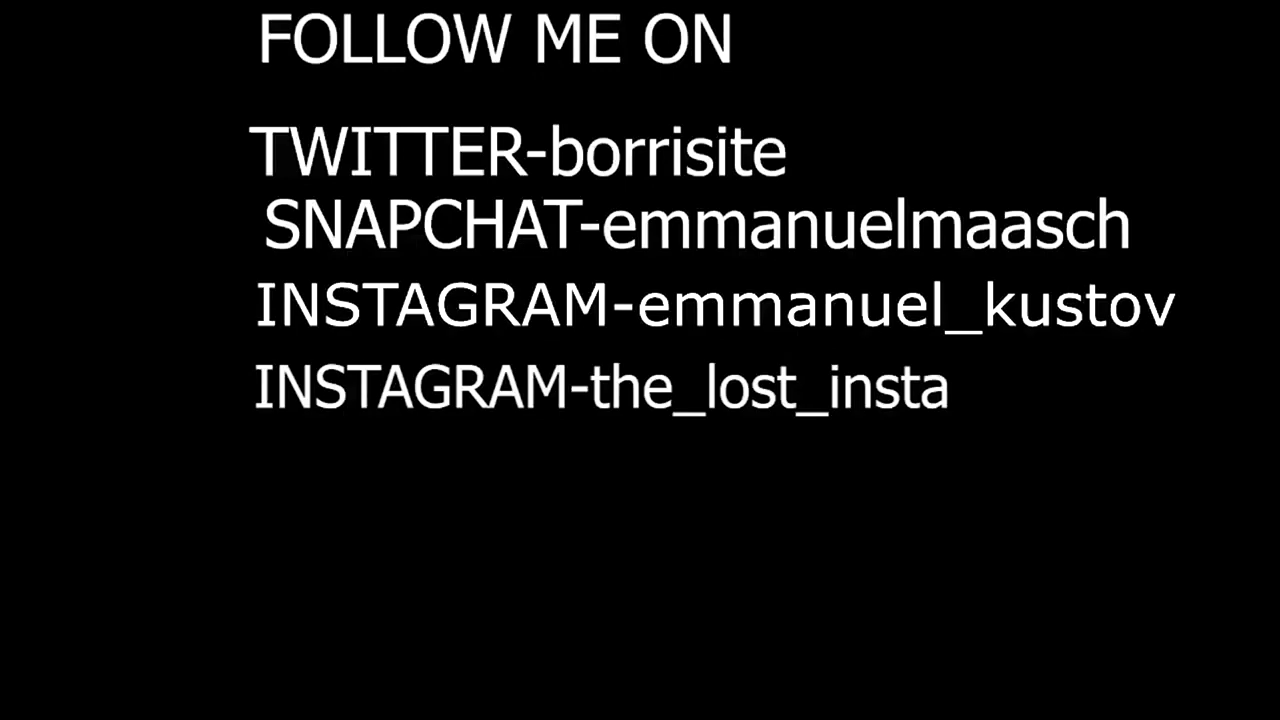 FOLLOW ME ON
TWITTER-borrisite
SNAPCHAT-emmanuelmaasch
INSTAGRAM-emmanuel_kustov
INSTAGRAM-the_lost_insta